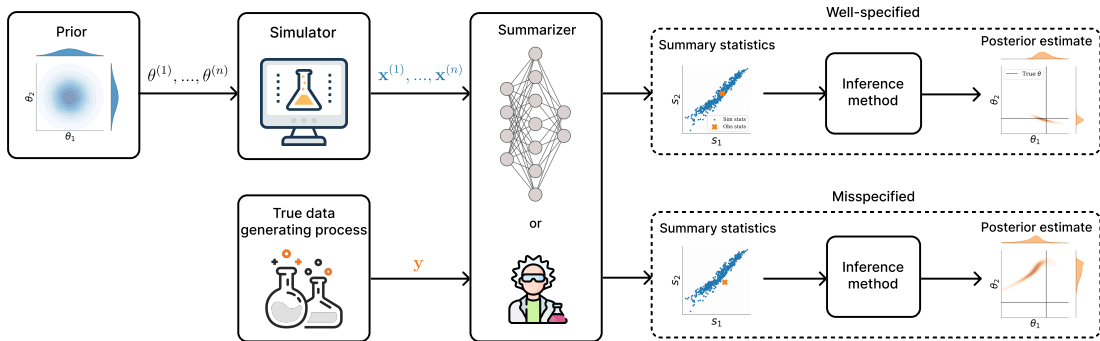 Prior
θ₂
θ₁
θ⁽¹⁾, ..., θ⁽ⁿ⁾
Simulator
x⁽¹⁾, ..., x⁽ⁿ⁾
True data
generating process
y
Summarizer
or
Well-specified
Summary statistics
s₂
Sim stats
Obs stats
s₁
Inference
method
Posterior estimate
True θ
θ₂
θ₁
Misspecified
Summary statistics
s₂
s₁
Inference
method
Posterior estimate
θ₂
θ₁